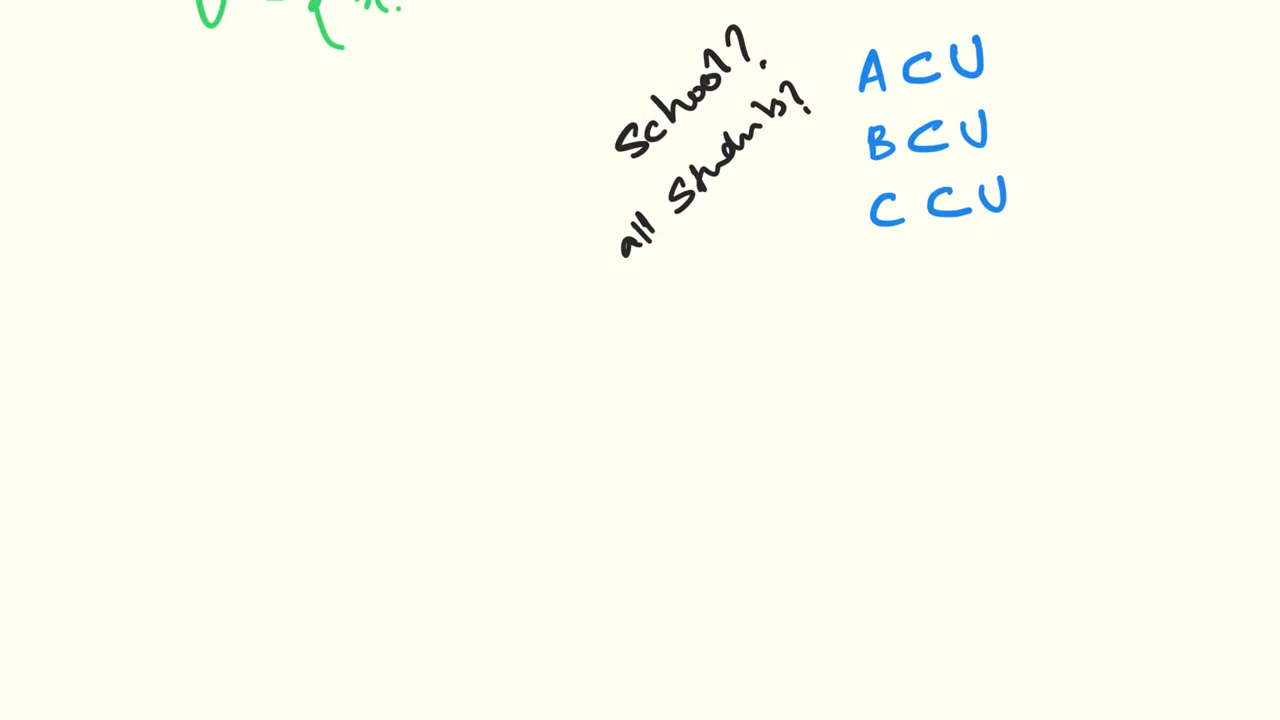 U = { x:
School??
all Students?
A ⊂ U
B ⊂ U
C ⊂ U